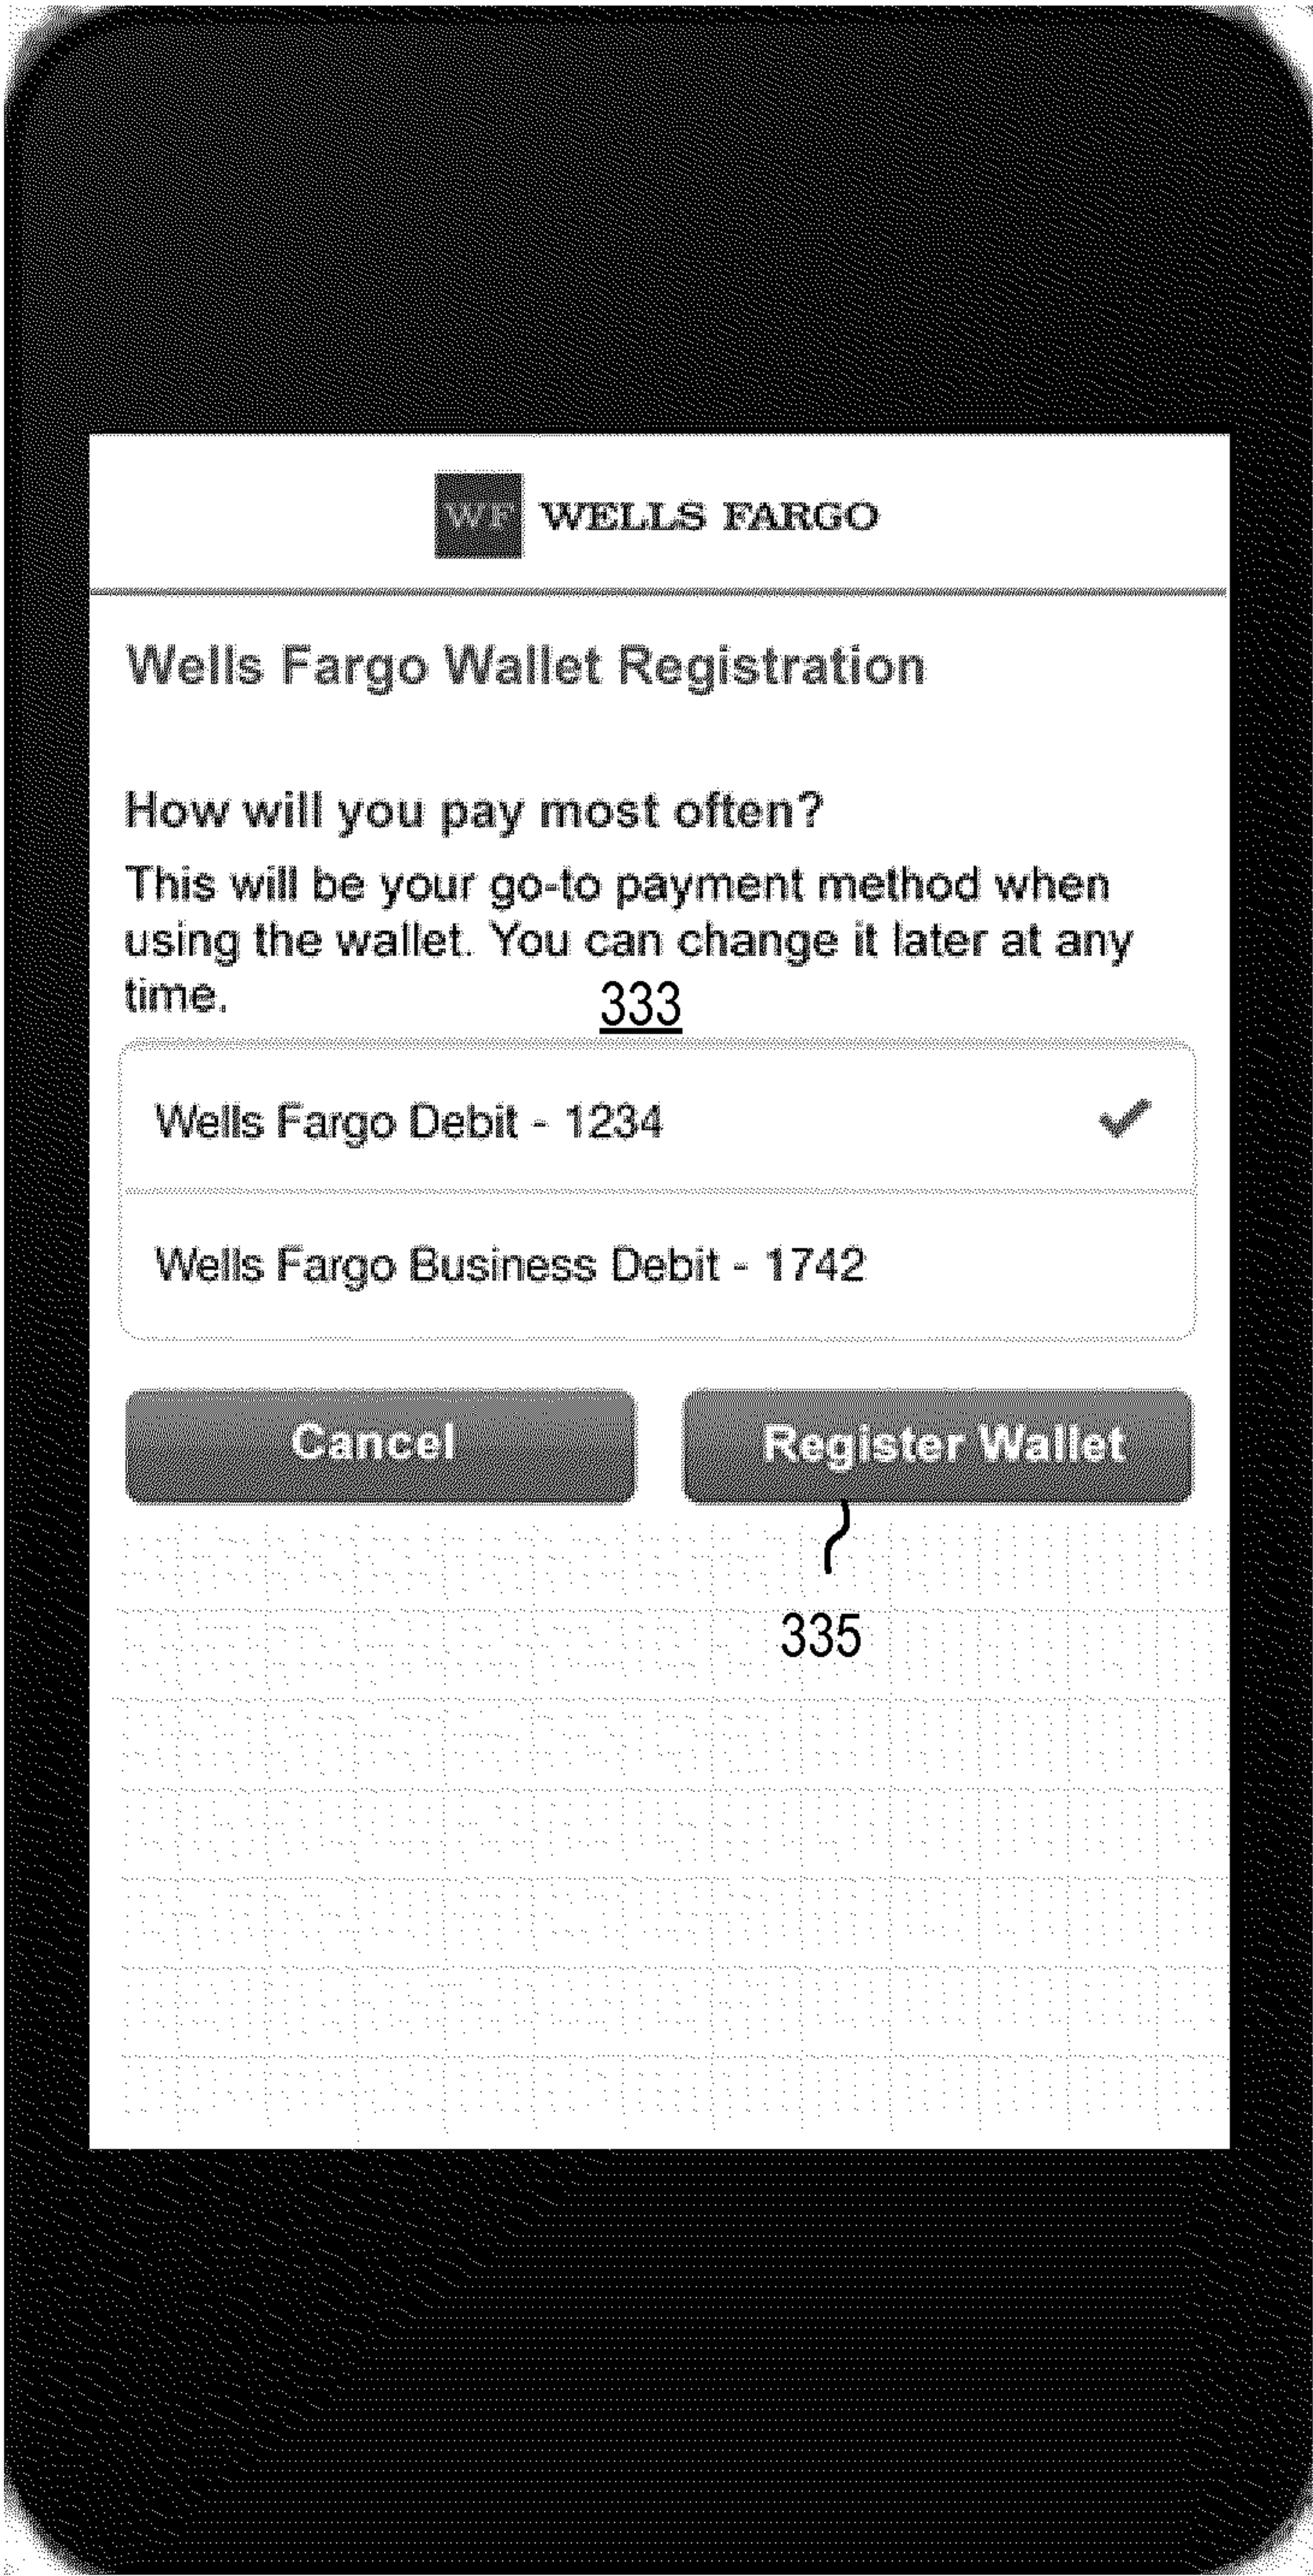 WF WELLS FARGO
Wells Fargo Wallet Registration
How will you pay most often?
This will be your go-to payment method when
using the wallet. You can change it later at any
time.
333
Wells Fargo Debit - 1234
Wells Fargo Business Debit - 1742
Cancel Register Wallet
335